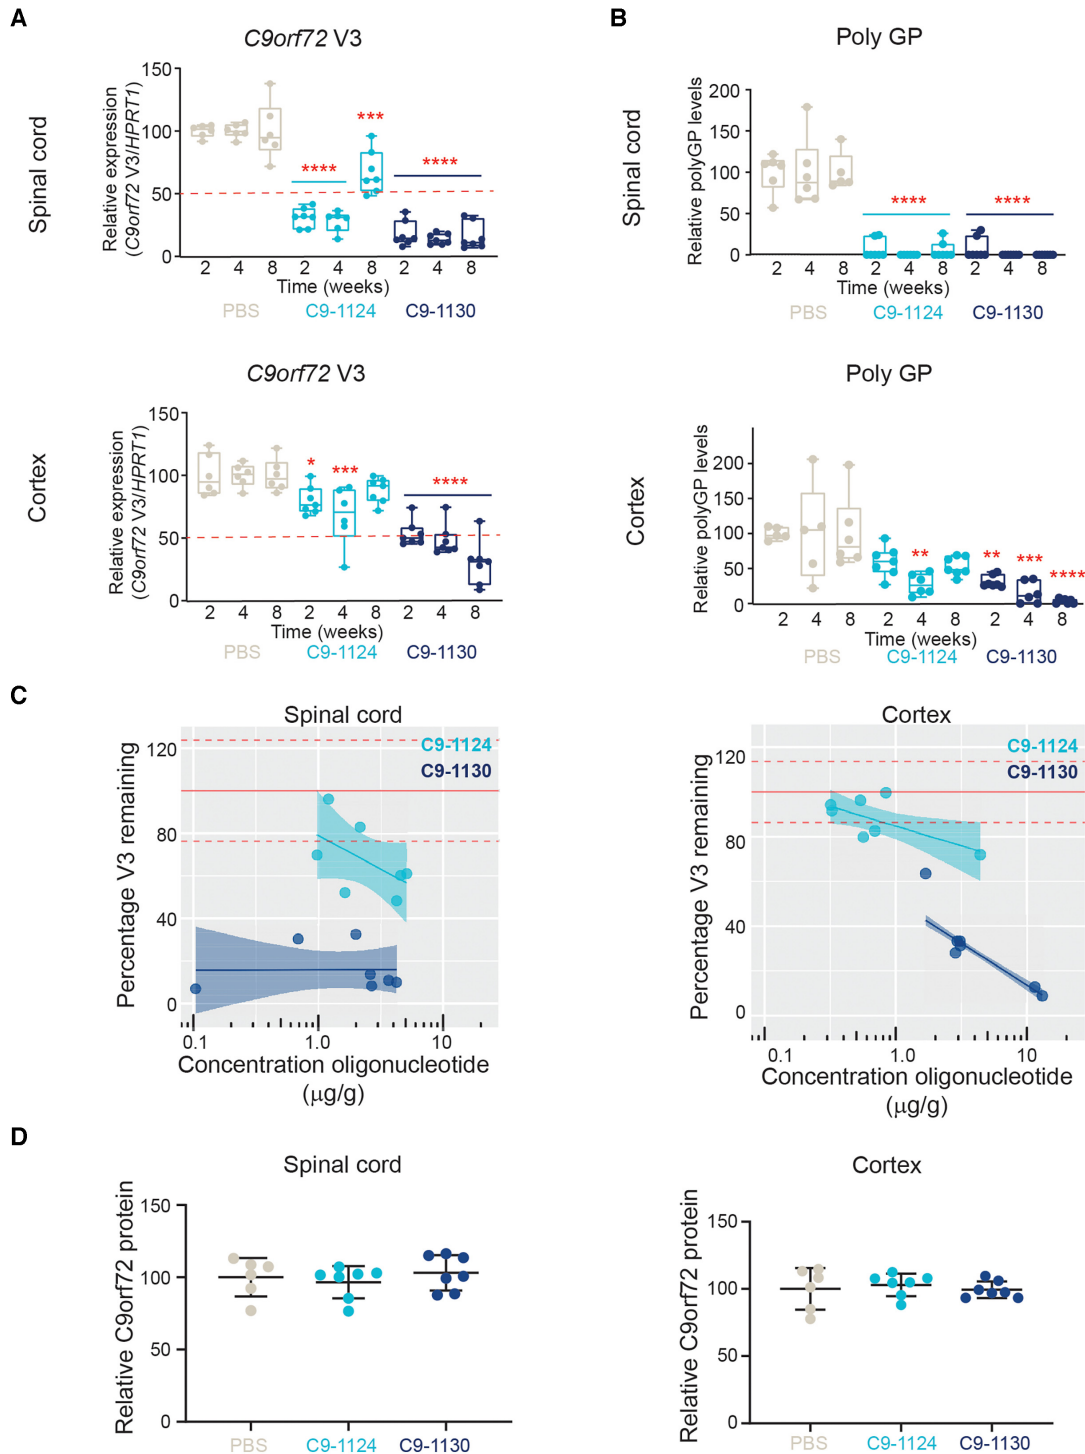 A
B
C9orf72 V3
Spinal cord
Relative expression
(C9orf72 V3/HPRT1)
150
100
50
0
****
***
****
2 4 8 2 4 8 2 4 8
Time (weeks)
PBS C9-1124 C9-1130
Poly GP
Spinal cord
Relative polyGP levels
200
150
100
50
0
****
****
2 4 8 2 4 8 2 4 8
Time (weeks)
PBS C9-1124 C9-1130
C9orf72 V3
Cortex
Relative expression
(C9orf72 V3/HPRT1)
150
100
50
0
*
***
****
2 4 8 2 4 8 2 4 8
Time (weeks)
PBS C9-1124 C9-1130
Poly GP
Cortex
Relative polyGP levels
200
150
100
50
0
**
**
***
****
2 4 8 2 4 8 2 4 8
Time (weeks)
PBS C9-1124 C9-1130
C
Spinal cord
Percentage V3 remaining
120
80
40
0
C9-1124
C9-1130
0.1 1.0 10
Concentration oligonucleotide
(μg/g)
Cortex
Percentage V3 remaining
120
80
40
0
C9-1124
C9-1130
0.1 1.0 10
Concentration oligonucleotide
(μg/g)
D
Spinal cord
Relative C9orf72 protein
150
100
50
0
PBS C9-1124 C9-1130
Cortex
Relative C9orf72 protein
150
100
50
0
PBS C9-1124 C9-1130